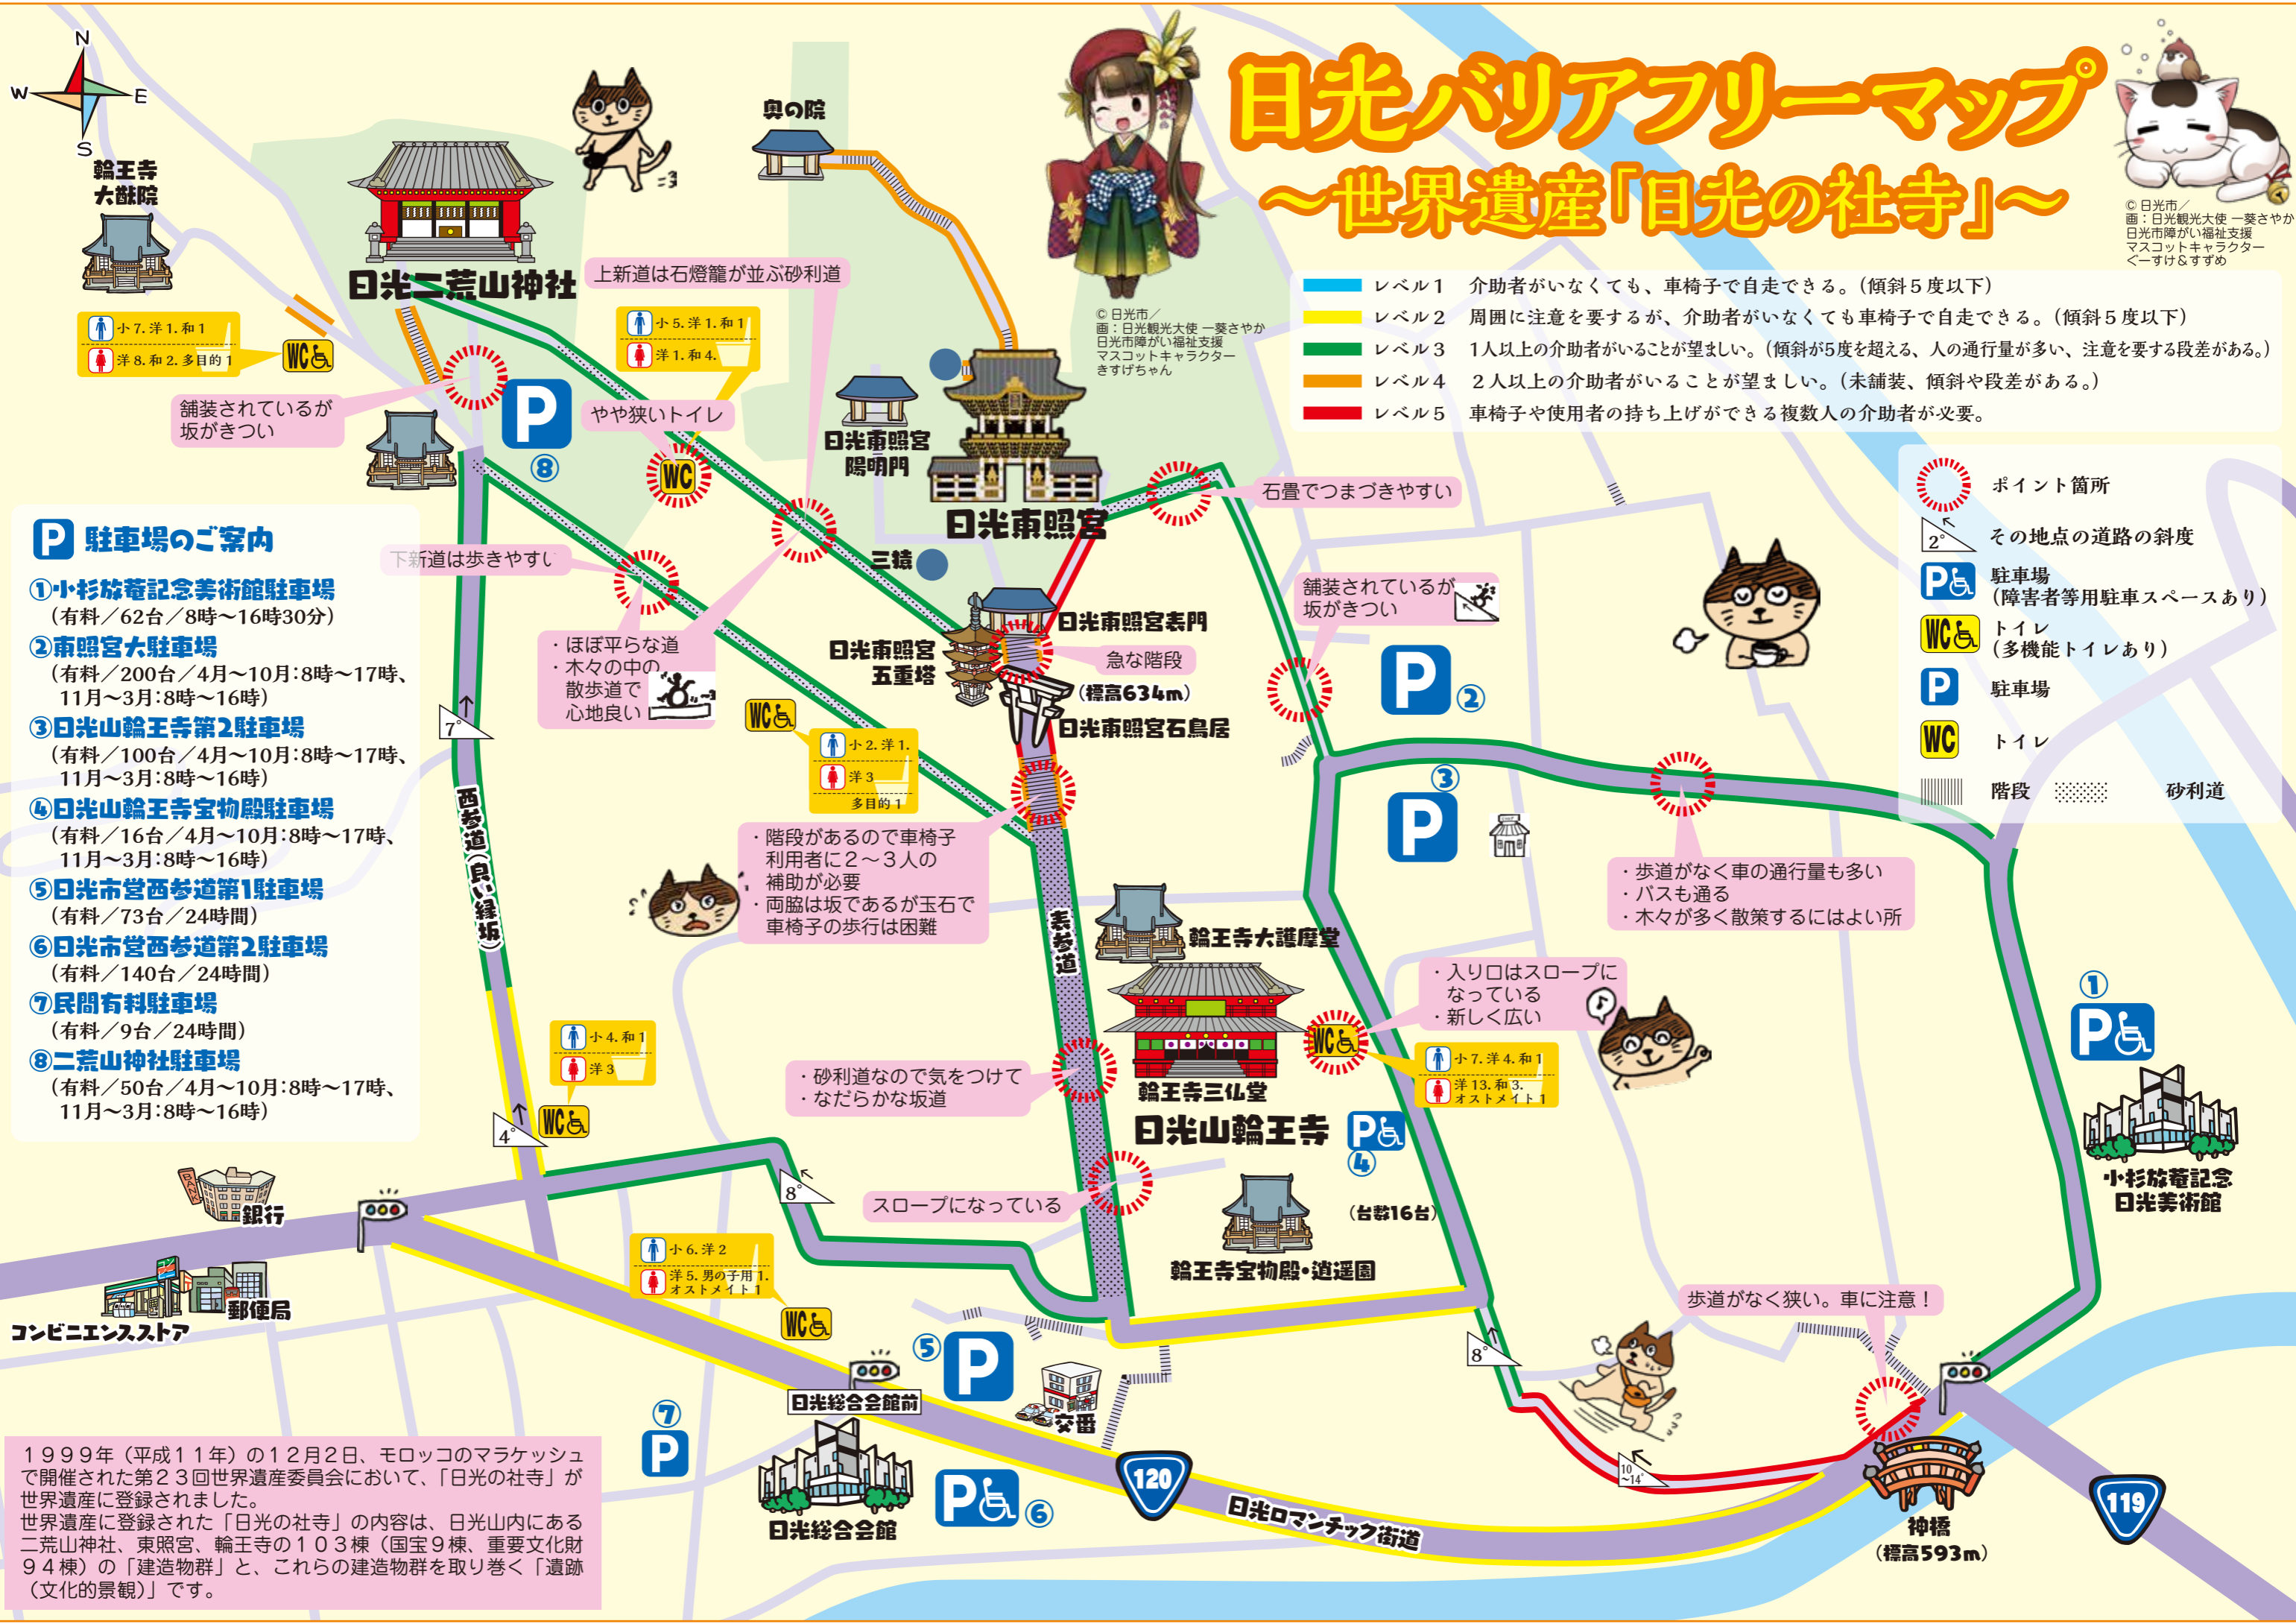 日光バリアフリーマップ
～世界遺産「日光の社寺」～
© 日光市／
画：日光観光大使 一葵さやか
日光市障がい福祉支援
マスコットキャラクター
ぐーすけ＆すずめ
© 日光市／
画：日光観光大使 一葵さやか
日光市障がい福祉支援
マスコットキャラクター
きすげちゃん
レベル1 介助者がいなくても、車椅子で自走できる。（傾斜５度以下）
レベル2 周囲に注意を要するが、介助者がいなくても車椅子で自走できる。（傾斜５度以下）
レベル3 1人以上の介助者がいることが望ましい。（傾斜が5度を超える、人の通行量が多い、注意を要する段差がある。）
レベル4 ２人以上の介助者がいることが望ましい。（未舗装、傾斜や段差がある。）
レベル5 車椅子や使用者の持ち上げができる複数人の介助者が必要。
ポイント箇所
2°
その地点の道路の斜度
P
駐車場
（障害者等用駐車スペースあり）
WC
トイレ
（多機能トイレあり）
P
駐車場
WC
トイレ
階段
砂利道
N
W
E
S
輪王寺
大猷院
日光二荒山神社
奥の院
上新道は石燈籠が並ぶ砂利道
小 7. 洋 1. 和 1
洋 8. 和 2. 多目的 1
WC
小 5. 洋 1. 和 1
洋 1. 和 4.
舗装されているが
坂がきつい
P
⑧
やや狭いトイレ
WC
日光東照宮
陽明門
日光東照宮
石畳でつまづきやすい
下新道は歩きやすい
三猿
舗装されているが
坂がきつい
P
②
日光東照宮表門
急な階段
日光東照宮
五重塔
（標高634m）
日光東照宮石鳥居
・ほぼ平らな道
・木々の中の
散歩道で
心地良い
WC
小 2. 洋 1.
洋 3
多目的 1
7°
③
P
P 駐車場のご案内
①小杉放菴記念美術館駐車場
（有料／62台／8時～16時30分）
②東照宮大駐車場
（有料／200台／4月～10月：8時～17時、
11月～3月：8時～16時）
③日光山輪王寺第2駐車場
（有料／100台／4月～10月：8時～17時、
11月～3月：8時～16時）
④日光山輪王寺宝物殿駐車場
（有料／16台／4月～10月：8時～17時、
11月～3月：8時～16時）
⑤日光市営西参道第1駐車場
（有料／73台／24時間）
⑥日光市営西参道第2駐車場
（有料／140台／24時間）
⑦民間有料駐車場
（有料／9台／24時間）
⑧二荒山神社駐車場
（有料／50台／4月～10月：8時～17時、
11月～3月：8時～16時）
西参道（良い縁坂）
・階段があるので車椅子
利用者に２～３人の
補助が必要
・両脇は坂であるが玉石で
車椅子の歩行は困難
表参道
・歩道がなく車の通行量も多い
・バスも通る
・木々が多く散策するにはよい所
輪王寺大護摩堂
・入り口はスロープに
なっている
・新しく広い
WC
小 7. 洋 4. 和 1
洋 13. 和 3.
オストメイト 1
①
P
小杉放菴記念
日光美術館
小 4. 和 1
洋 3
WC
4°
・砂利道なので気をつけて
・なだらかな坂道
輪王寺三仏堂
日光山輪王寺
P
④
（台数16台）
8°
スロープになっている
輪王寺宝物殿・逍遥園
BANK
銀行
郵便局
コンビニエンスストア
小 6. 洋 2
洋 5. 男の子用 1.
オストメイト 1
WC
歩道がなく狭い。車に注意！
8°
⑤
P
交番
日光総合会館前
⑦
P
日光総合会館
P
⑥
120
日光ロマンチック街道
10
～14°
神橋
（標高593m）
119
１９９９年（平成１１年）の１２月２日、モロッコのマラケッシュ
で開催された第２３回世界遺産委員会において、「日光の社寺」が
世界遺産に登録されました。
世界遺産に登録された「日光の社寺」の内容は、日光山内にある
二荒山神社、東照宮、輪王寺の１０３棟（国宝９棟、重要文化財
９４棟）の「建造物群」と、これらの建造物群を取り巻く「遺跡
（文化的景観）」です。